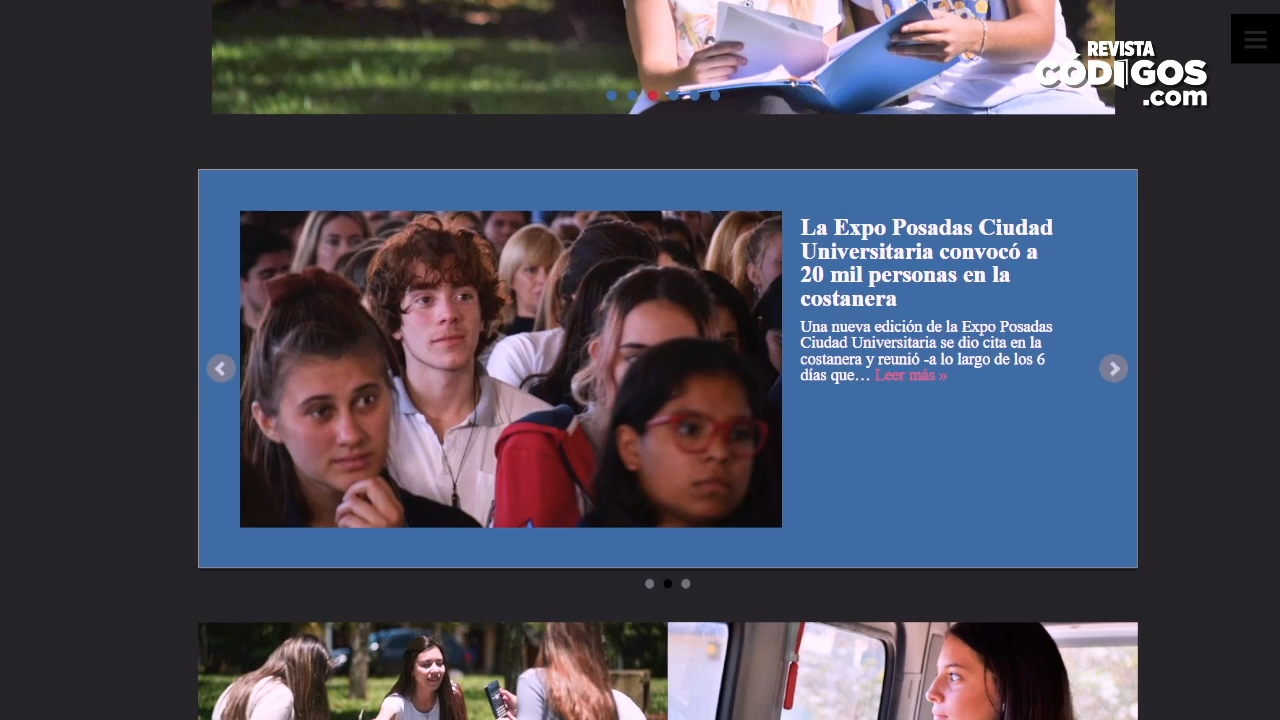 REVISTA
CÓDIGOS
.com
La Expo Posadas Ciudad
Universitaria convocó a
20 mil personas en la
costanera
Una nueva edición de la Expo Posadas
Ciudad Universitaria se dio cita en la
costanera y reunió -a lo largo de los 6
días que… Leer más »